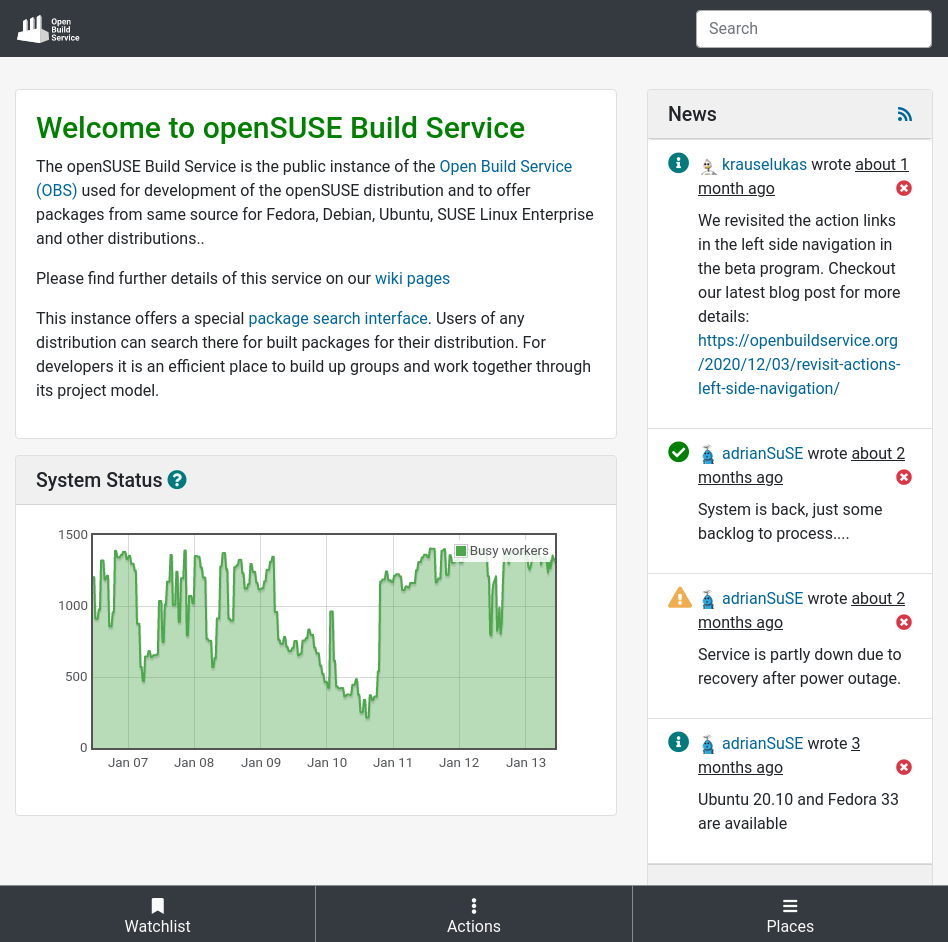 Open
Build
Service
Search
Welcome to openSUSE Build Service
The openSUSE Build Service is the public instance of the Open Build Service
(OBS) used for development of the openSUSE distribution and to offer
packages from same source for Fedora, Debian, Ubuntu, SUSE Linux Enterprise
and other distributions..
Please find further details of this service on our wiki pages
This instance offers a special package search interface. Users of any
distribution can search there for built packages for their distribution. For
developers it is an efficient place to build up groups and work together through
its project model.
System Status
1500
1000
500
0
Busy workers
Jan 07 Jan 08 Jan 09 Jan 10 Jan 11 Jan 12 Jan 13
News
krauselukas wrote about 1
month ago
We revisited the action links
in the left side navigation in
the beta program. Checkout
our latest blog post for more
details:
https://openbuildservice.org
/2020/12/03/revisit-actions-
left-side-navigation/
adrianSuSE wrote about 2
months ago
System is back, just some
backlog to process....
adrianSuSE wrote about 2
months ago
Service is partly down due to
recovery after power outage.
adrianSuSE wrote 3
months ago
Ubuntu 20.10 and Fedora 33
are available
Watchlist
Actions
Places